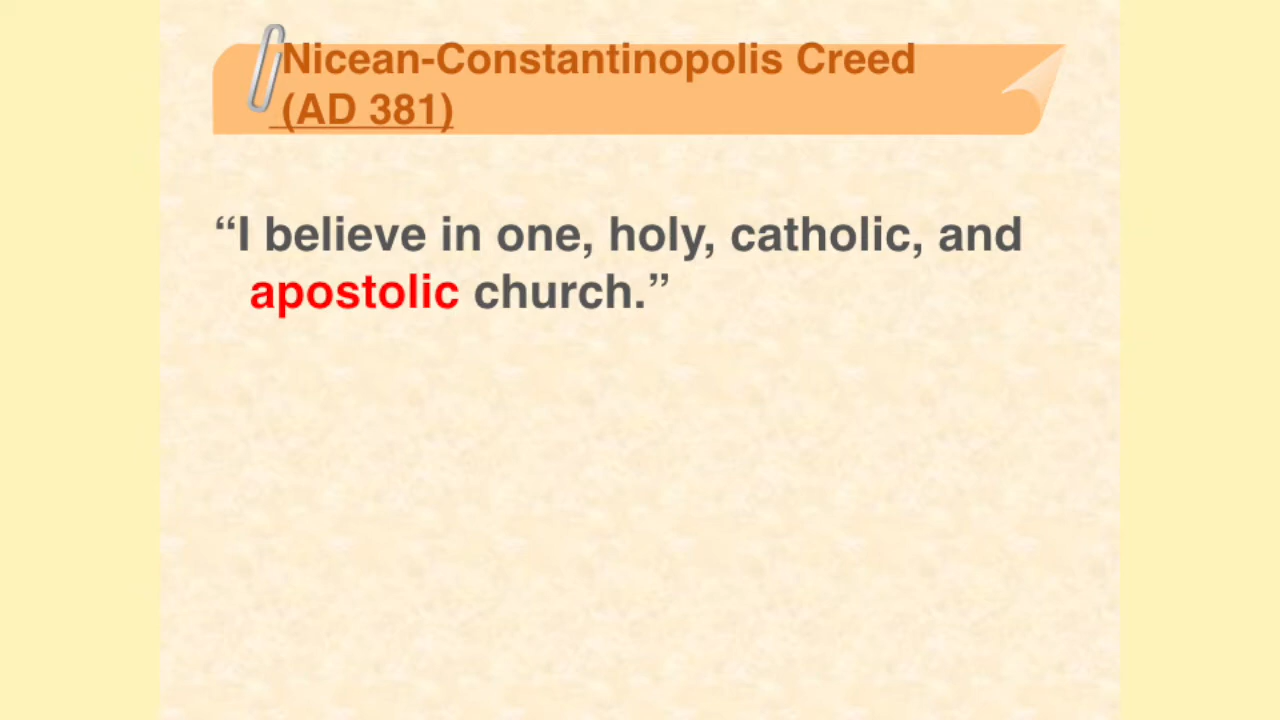 Nicean-Constantinopolis Creed
(AD 381)
“I believe in one, holy, catholic, and
apostolic church.”